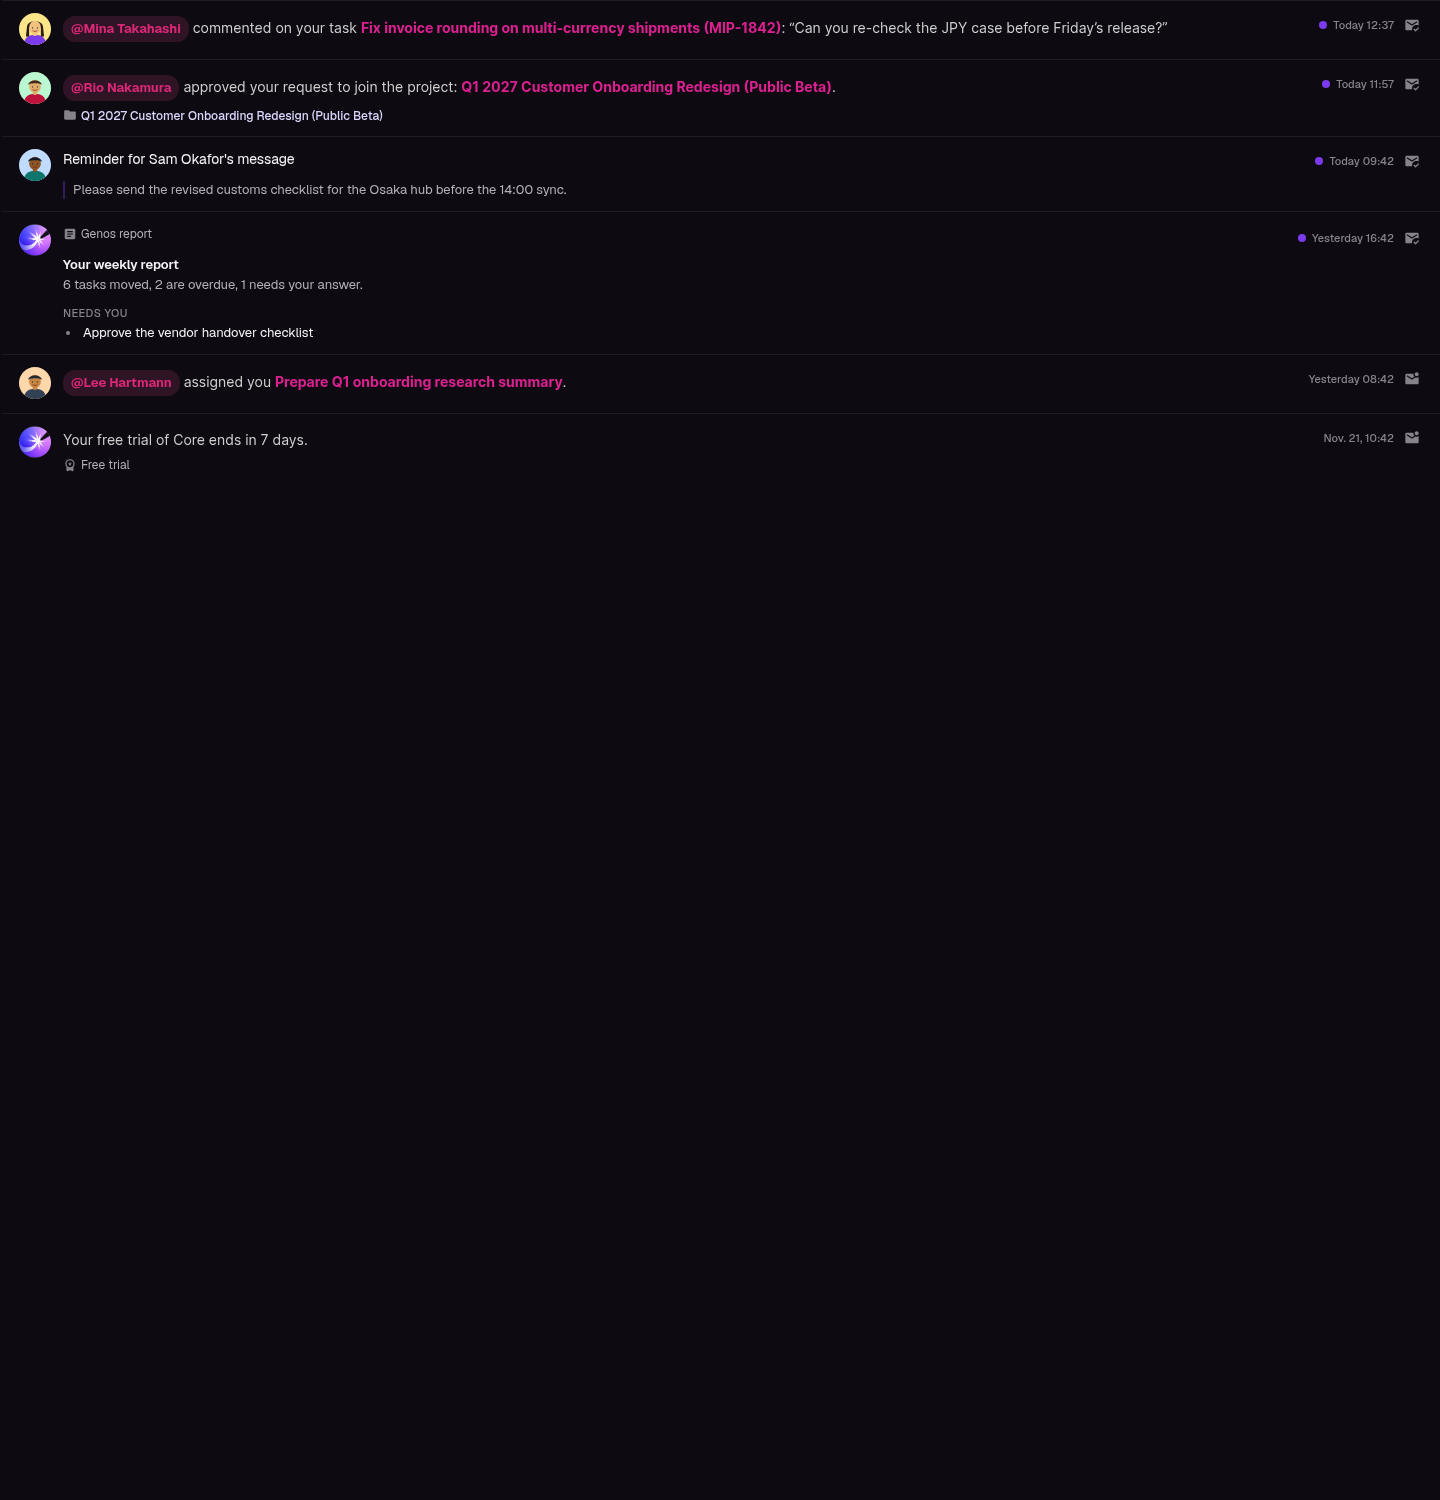 @Mina Takahashi commented on your task Fix invoice rounding on multi-currency shipments (MIP-1842): “Can you re-check the JPY case before Friday’s release?”
Today 12:37
@Rio Nakamura approved your request to join the project: Q1 2027 Customer Onboarding Redesign (Public Beta).
Today 11:57
Q1 2027 Customer Onboarding Redesign (Public Beta)
Reminder for Sam Okafor's message
Today 09:42
Please send the revised customs checklist for the Osaka hub before the 14:00 sync.
Genos report
Yesterday 16:42
Your weekly report
6 tasks moved, 2 are overdue, 1 needs your answer.
NEEDS YOU
• Approve the vendor handover checklist
@Lee Hartmann assigned you Prepare Q1 onboarding research summary.
Yesterday 08:42
Your free trial of Core ends in 7 days.
Nov. 21, 10:42
Free trial